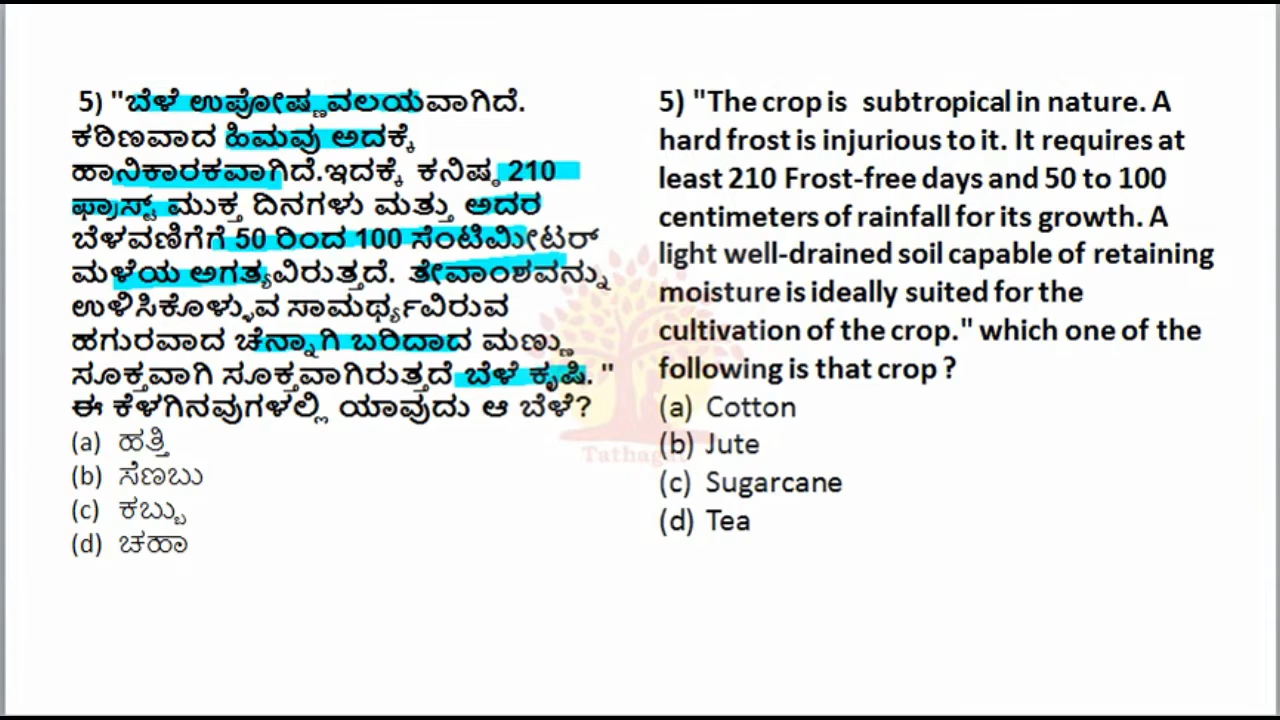 5) "ಬೆಳೆ ಉಪೋಷ್ಣವಲಯವಾಗಿದೆ.
ಕಠಿಣವಾದ ಹಿಮವು ಅದಕ್ಕೆ
ಹಾನಿಕಾರಕವಾಗಿದೆ.ಇದಕ್ಕೆ ಕನಿಷ್ಠ 210
ಫ್ರಾಸ್ಟ್ ಮುಕ್ತ ದಿನಗಳು ಮತ್ತು ಅದರ
ಬೆಳವಣಿಗೆಗೆ 50 ರಿಂದ 100 ಸೆಂಟಿಮೀಟರ್
ಮಳೆಯ ಅಗತ್ಯವಿರುತ್ತದೆ. ತೇವಾಂಶವನ್ನು
ಉಳಿಸಿಕೊಳ್ಳುವ ಸಾಮರ್ಥ್ಯವಿರುವ
ಹಗುರವಾದ ಚೆನ್ನಾಗಿ ಬರಿದಾದ ಮಣ್ಣು
ಸೂಕ್ತವಾಗಿ ಸೂಕ್ತವಾಗಿರುತ್ತದೆ ಬೆಳೆ ಕೃಷಿ. "
ಈ ಕೆಳಗಿನವುಗಳಲ್ಲಿ ಯಾವುದು ಆ ಬೆಳೆ?
(a) ಹತ್ತಿ
(b) ಸೆಣಬು
(c) ಕಬ್ಬು
(d) ಚಹಾ
5) "The crop is subtropical in nature. A
hard frost is injurious to it. It requires at
least 210 Frost-free days and 50 to 100
centimeters of rainfall for its growth. A
light well-drained soil capable of retaining
moisture is ideally suited for the
cultivation of the crop." which one of the
following is that crop ?
(a) Cotton
(b) Jute
(c) Sugarcane
(d) Tea
Tathagat